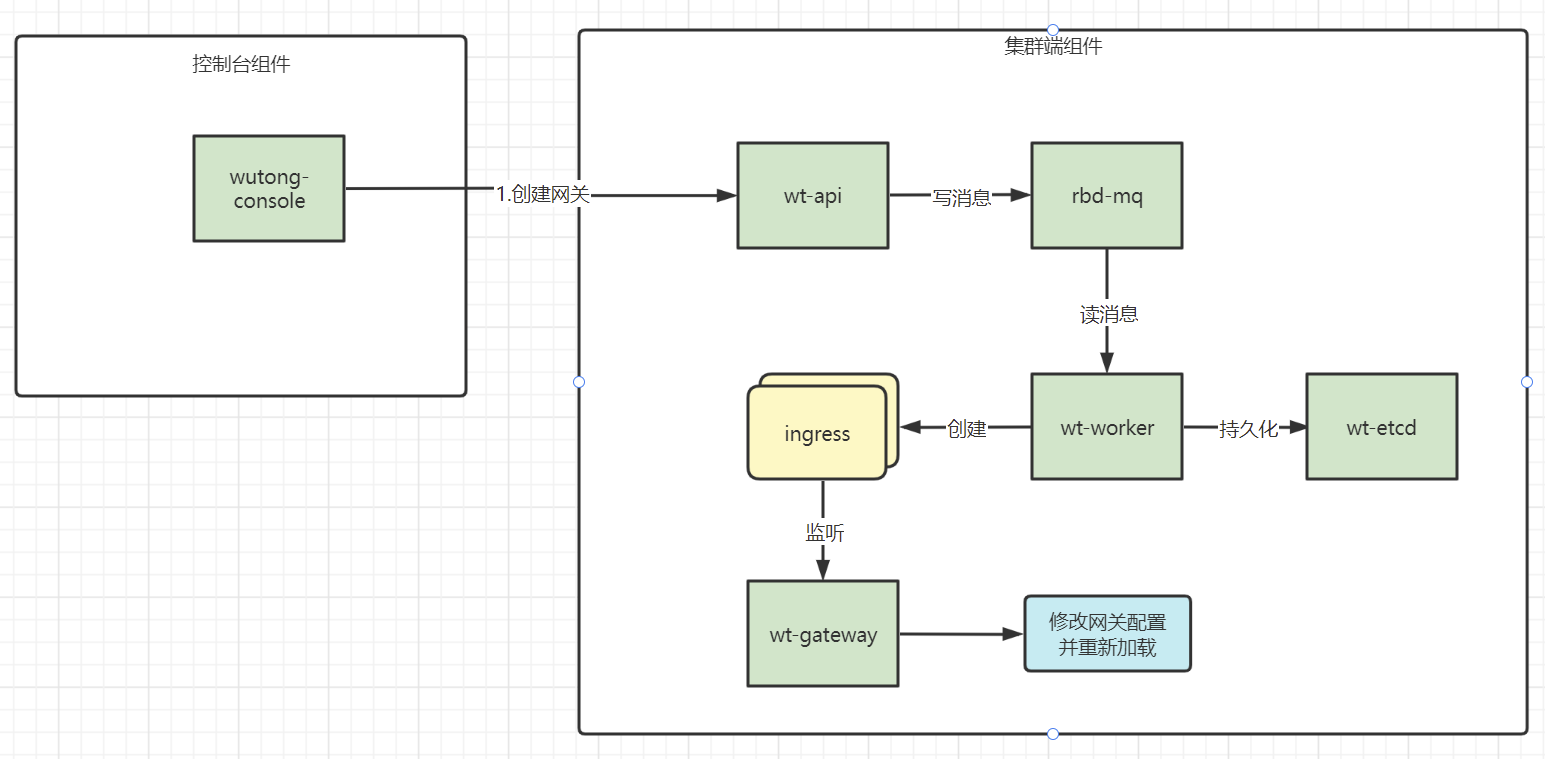 控制台组件
集群端组件
wutong-
console
1.创建网关
wt-api
写消息
rbd-mq
读消息
ingress
创建
wt-worker
持久化
wt-etcd
监听
wt-gateway
修改网关配置
并重新加载